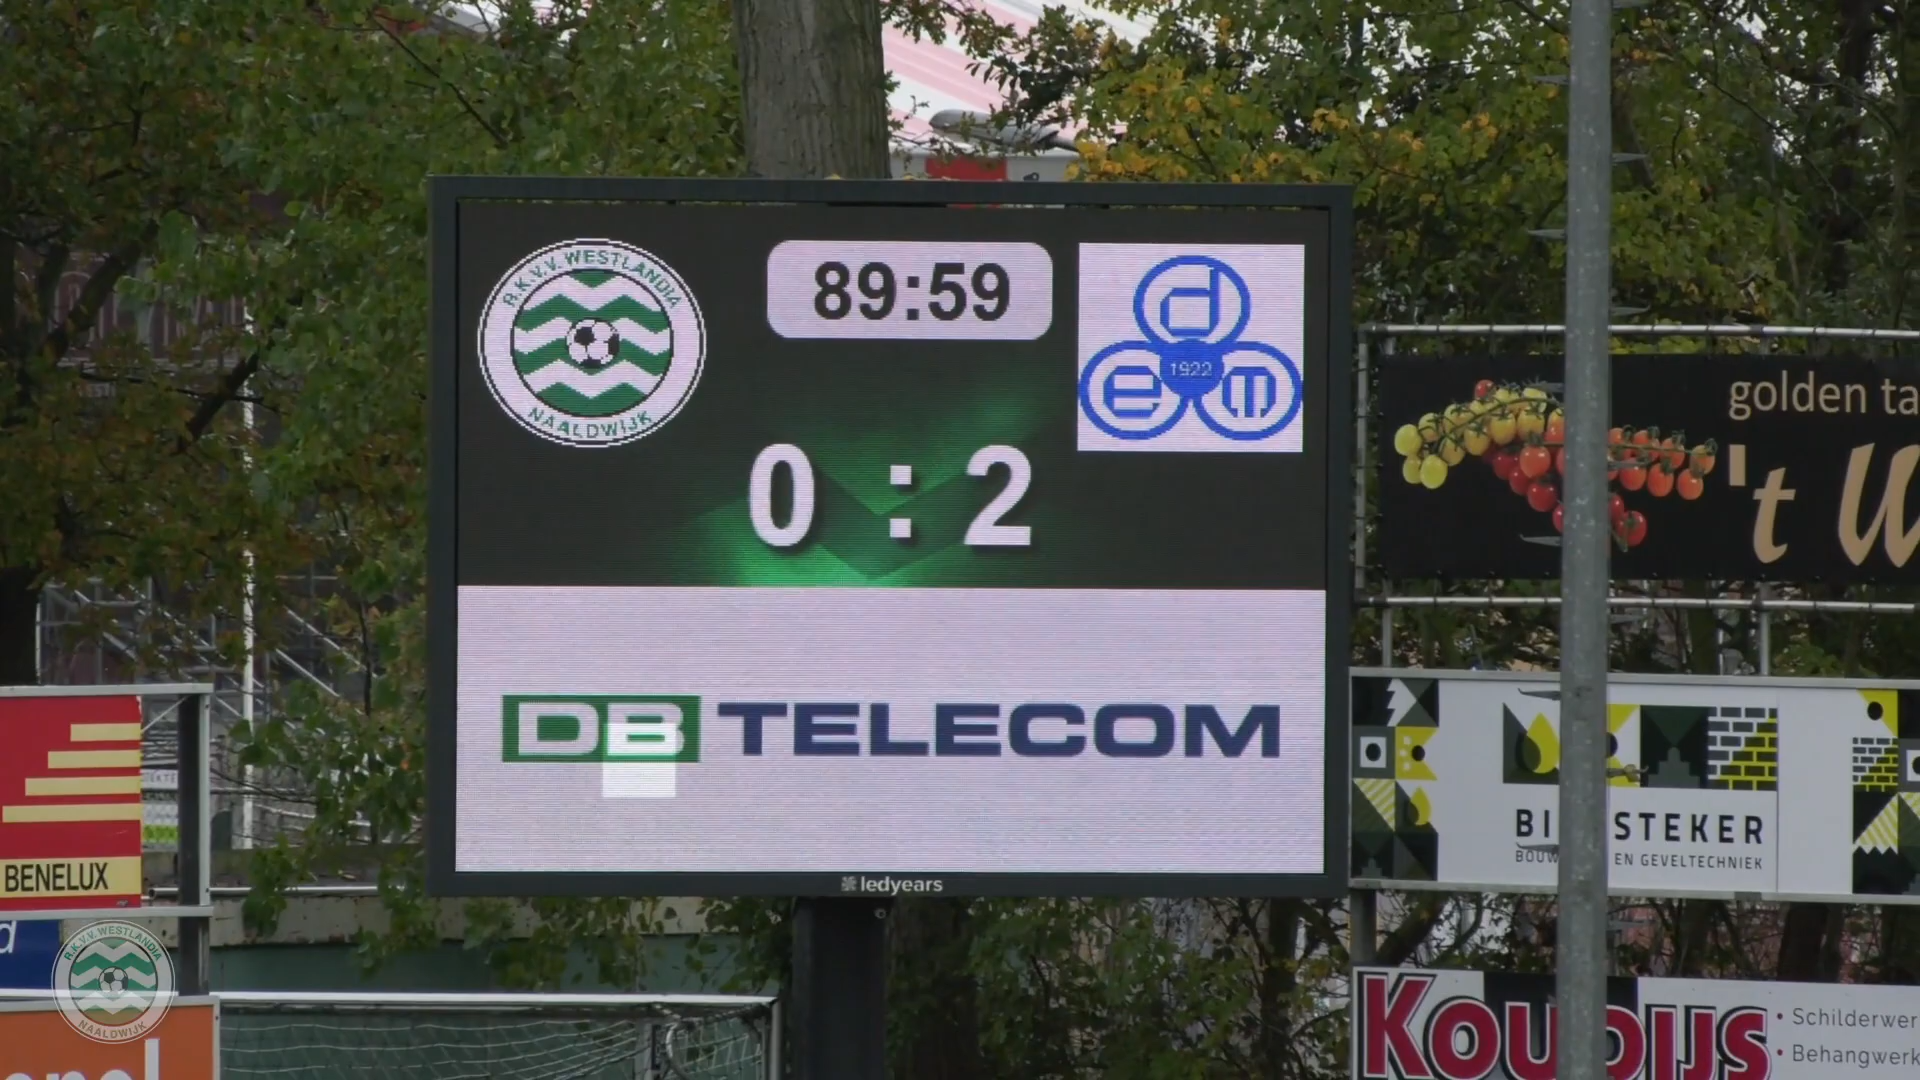 R.K.V.V. WESTLANDIA
NAALDWIJK
89:59
d
e 1922 m
0 : 2
DB TELECOM
ledyears
golden ta
't W
BENELUX
STEKER
EN GEVELTECHNIEK
d
R.K.V.V. WESTLANDIA
NAALDWIJK
KOUDIJS
• Schilderwer
• Behangwerk